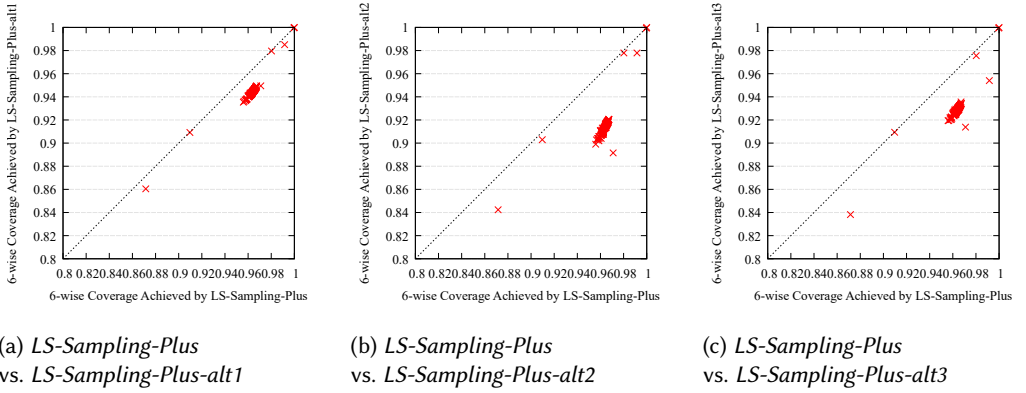 6-wise Coverage Achieved by LS-Sampling-Plus-alt1
1
0.98
0.96
0.94
0.92
0.9
0.88
0.86
0.84
0.82
0.8
0.8 0.82 0.84 0.86 0.88 0.9 0.92 0.94 0.96 0.98 1
6-wise Coverage Achieved by LS-Sampling-Plus
6-wise Coverage Achieved by LS-Sampling-Plus-alt2
1
0.98
0.96
0.94
0.92
0.9
0.88
0.86
0.84
0.82
0.8
0.8 0.82 0.84 0.86 0.88 0.9 0.92 0.94 0.96 0.98 1
6-wise Coverage Achieved by LS-Sampling-Plus
6-wise Coverage Achieved by LS-Sampling-Plus-alt3
1
0.98
0.96
0.94
0.92
0.9
0.88
0.86
0.84
0.82
0.8
0.8 0.82 0.84 0.86 0.88 0.9 0.92 0.94 0.96 0.98 1
6-wise Coverage Achieved by LS-Sampling-Plus
(a) LS-Sampling-Plus
vs. LS-Sampling-Plus-alt1
(b) LS-Sampling-Plus
vs. LS-Sampling-Plus-alt2
(c) LS-Sampling-Plus
vs. LS-Sampling-Plus-alt3